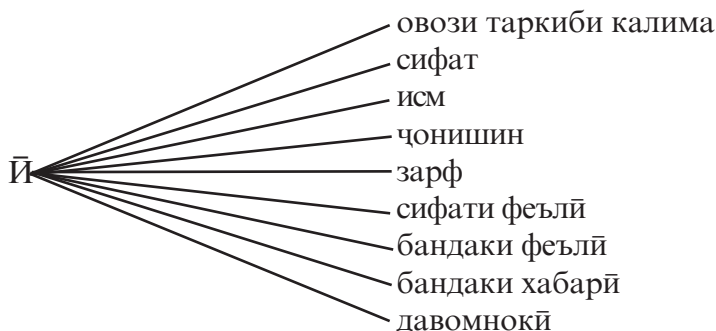 овози таркиби калима
сифат
исм
ҷонишин
Ӣ
зарф
сифати феълӣ
бандаки феълӣ
бандаки хабарӣ
давомнокӣ